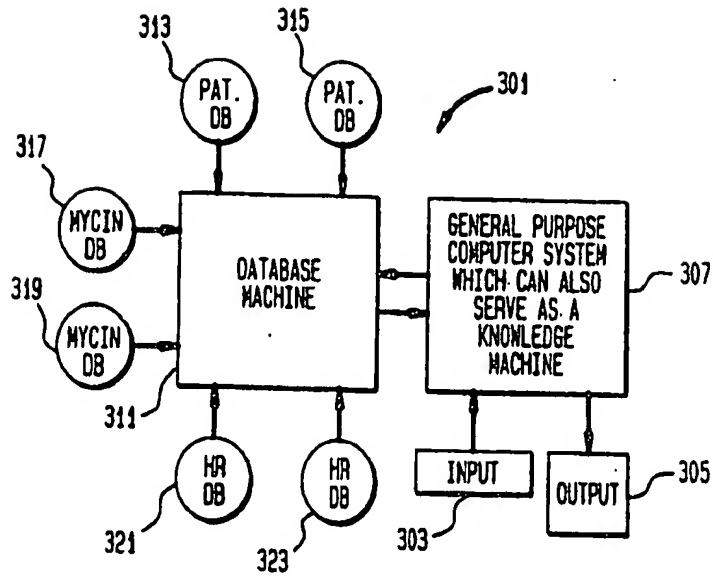 313
315
301
PAT.
DB
PAT.
DB
317
MYCIN
DB
DATABASE
MACHINE
GENERAL PURPOSE
COMPUTER SYSTEM
WHICH CAN ALSO
SERVE AS A
KNOWLEDGE
MACHINE
307
319
MYCIN
DB
311
HR
DB
HR
DB
INPUT
OUTPUT
305
321
323
303